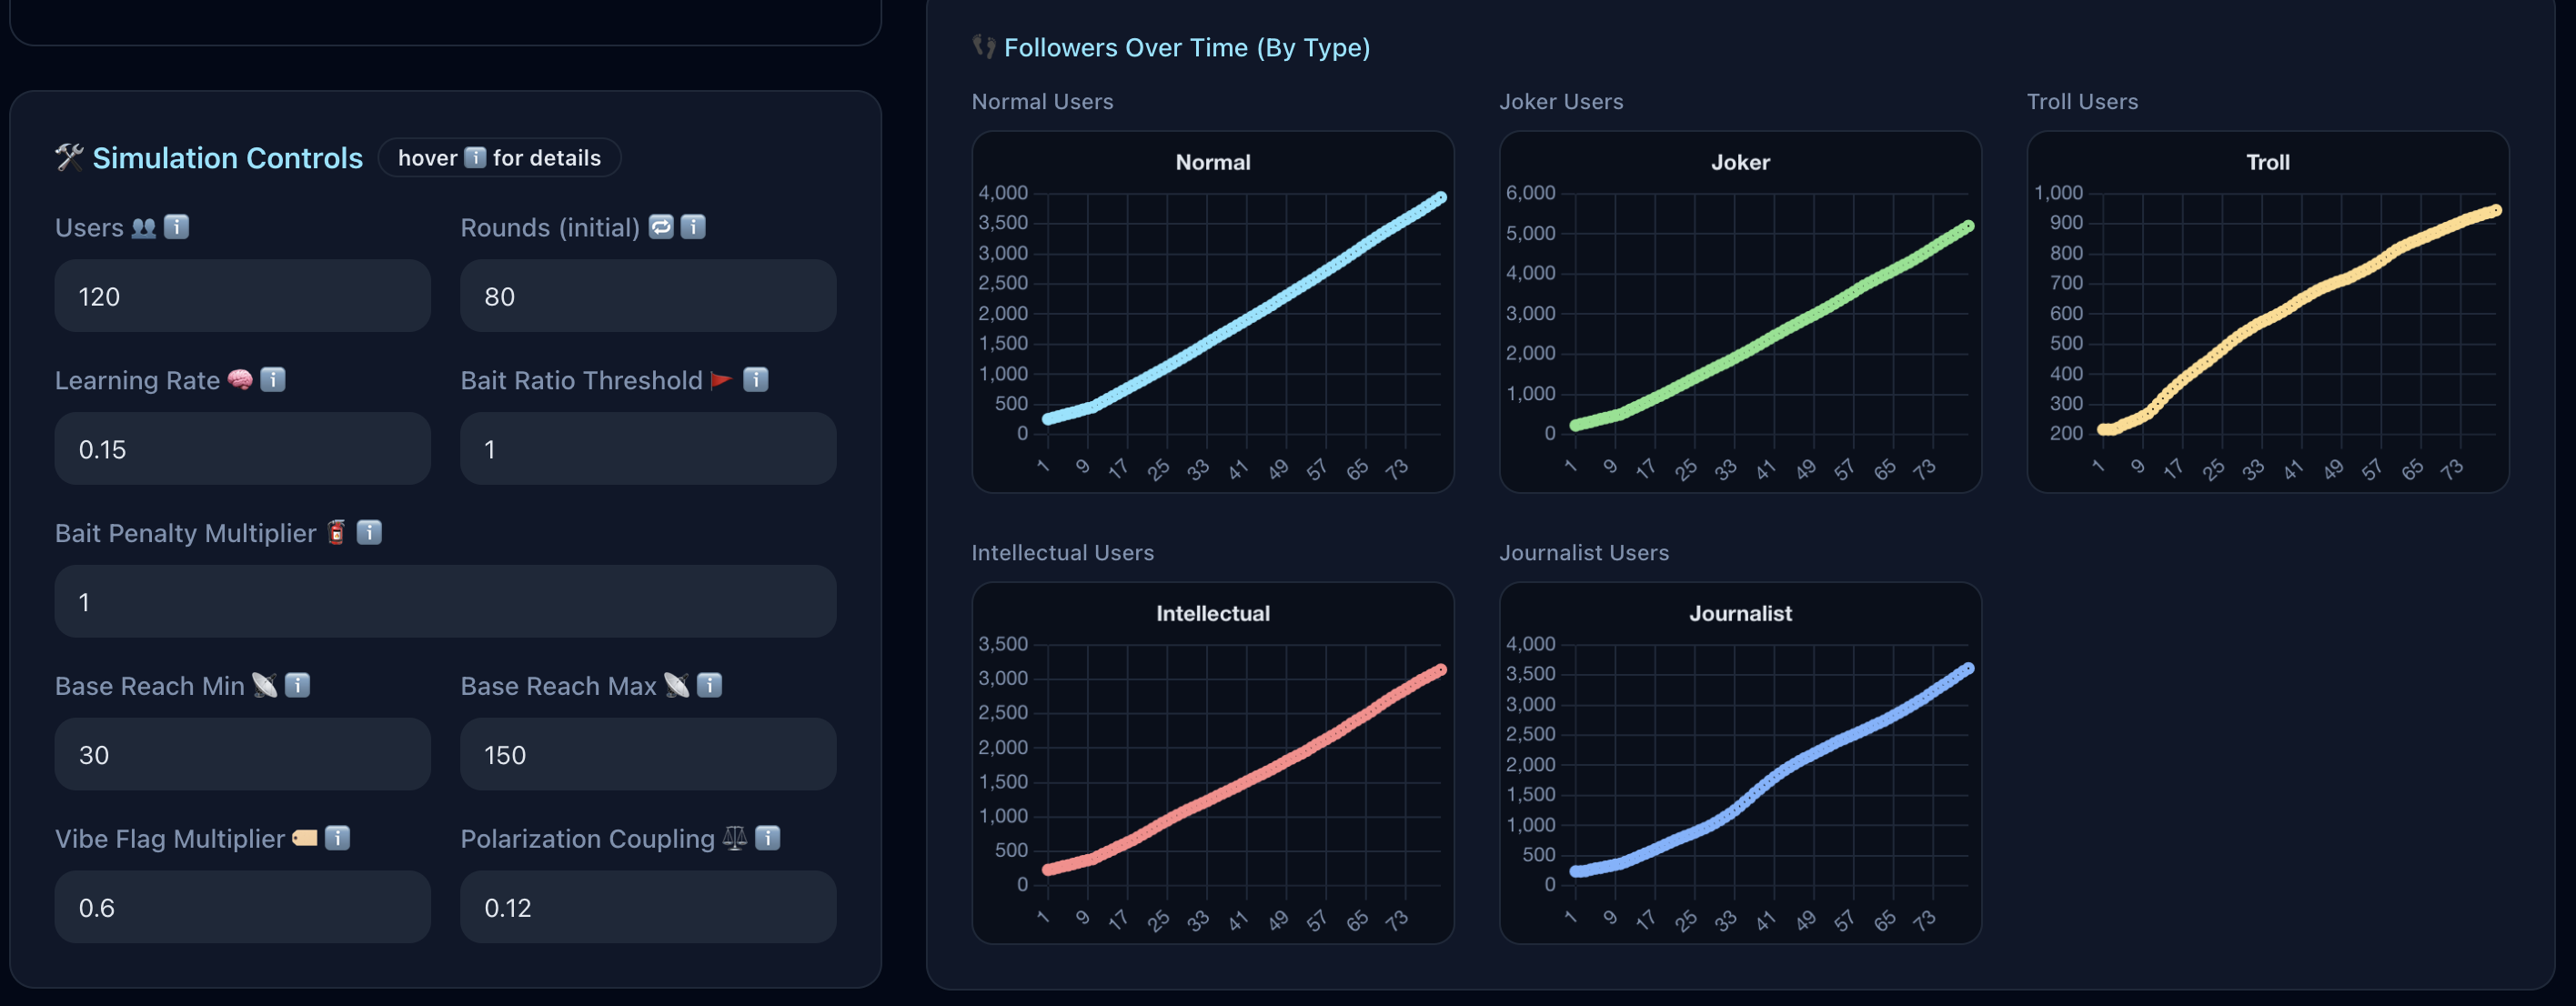 🛠️ Simulation Controls
hover ℹ️ for details
Users 👥 ℹ️
120
Rounds (initial) 🔁 ℹ️
80
Learning Rate 🧠 ℹ️
0.15
Bait Ratio Threshold 🚩 ℹ️
1
Bait Penalty Multiplier 🧯 ℹ️
1
Base Reach Min 📡 ℹ️
30
Base Reach Max 📡 ℹ️
150
Vibe Flag Multiplier 🏷️ ℹ️
0.6
Polarization Coupling ⚖️ ℹ️
0.12
👣 Followers Over Time (By Type)
Normal Users
Normal
4,000
3,500
3,000
2,500
2,000
1,500
1,000
500
0
1 9 17 25 33 41 49 57 65 73
Joker Users
Joker
6,000
5,000
4,000
3,000
2,000
1,000
0
1 9 17 25 33 41 49 57 65 73
Troll Users
Troll
1,000
900
800
700
600
500
400
300
200
1 9 17 25 33 41 49 57 65 73
Intellectual Users
Intellectual
3,500
3,000
2,500
2,000
1,500
1,000
500
0
1 9 17 25 33 41 49 57 65 73
Journalist Users
Journalist
4,000
3,500
3,000
2,500
2,000
1,500
1,000
500
0
1 9 17 25 33 41 49 57 65 73